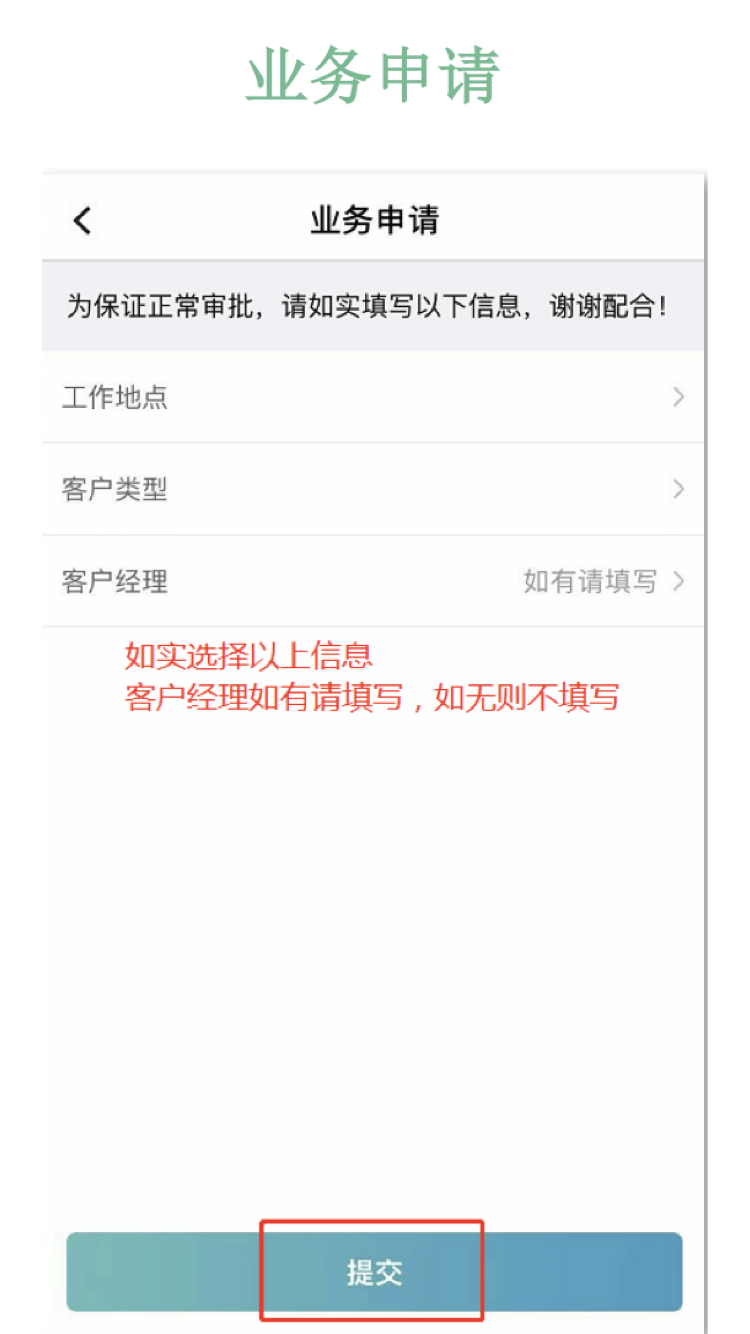 业务申请
业务申请
为保证正常审批，请如实填写以下信息，谢谢配合！
工作地点
客户类型
客户经理 如有请填写
如实选择以上信息
客户经理如有请填写，如无则不填写
提交